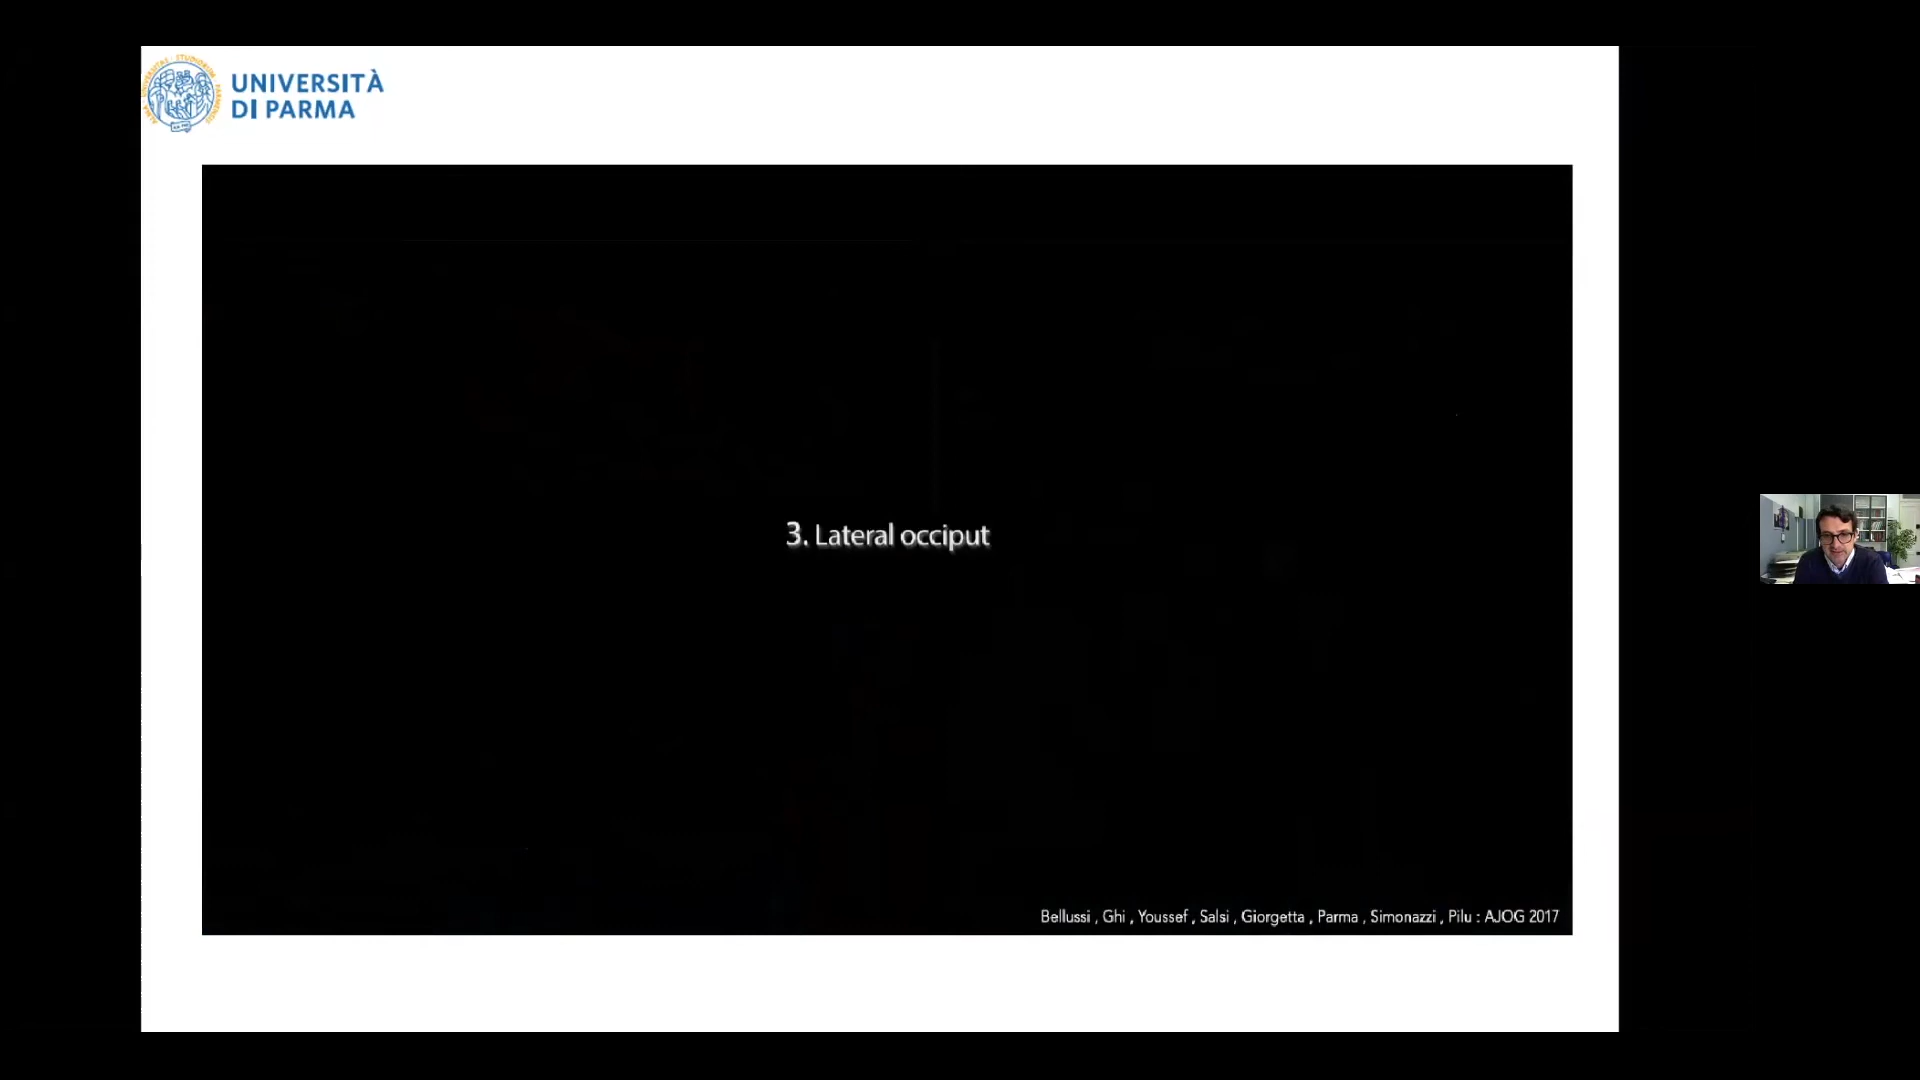 UNIVERSITÀ
DI PARMA
3. Lateral occiput
Bellussi , Ghi , Youssef , Salsi , Giorgetta , Parma , Simonazzi , Pilu : AJOG 2017